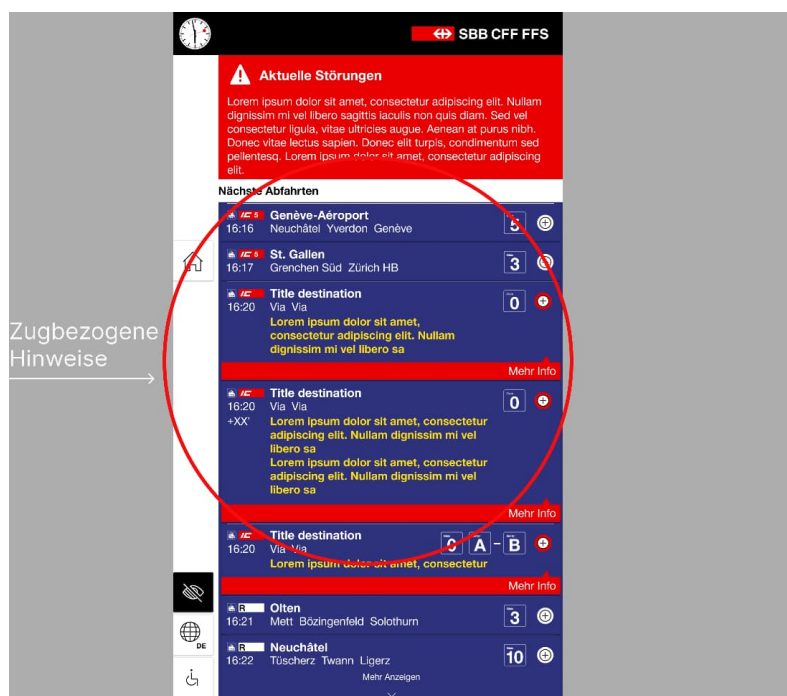 SBB CFF FFS
Aktuelle Störungen
Lorem ipsum dolor sit amet, consectetur adipiscing elit. Nullam
dignissim mi vel libero sagittis iaculis non quis diam. Sed vel
consectetur ligula, vitae ultricies augue. Aenean at purus nibh.
Donec vitae lectus sapien. Donec elit turpis, condimentum sed
pellentesq. Lorem ipsum dolor sit amet, consectetur adipiscing
elit.
Nächste Abfahrten
IC 5 Genève-Aéroport 5
16:16 Neuchâtel Yverdon Genève
IC 5 St. Gallen 3
16:17 Grenchen Süd Zürich HB
IC Title destination 0
16:20 Via Via
Lorem ipsum dolor sit amet,
consectetur adipiscing elit. Nullam
dignissim mi vel libero sa
Mehr Info
Zugbezogene
Hinweise
IC Title destination 0
16:20 Via Via
+XX' Lorem ipsum dolor sit amet, consectetur
adipiscing elit. Nullam dignissim mi vel
libero sa
Lorem ipsum dolor sit amet, consectetur
adipiscing elit. Nullam dignissim mi vel
libero sa
Mehr Info
IC Title destination 0 A - B
16:20 Via Via
Lorem ipsum dolor sit amet, consectetur
Mehr Info
R Olten 3
16:21 Mett Bözingenfeld Solothurn
DE
R Neuchâtel 10
16:22 Tüscherz Twann Ligerz
Mehr Anzeigen